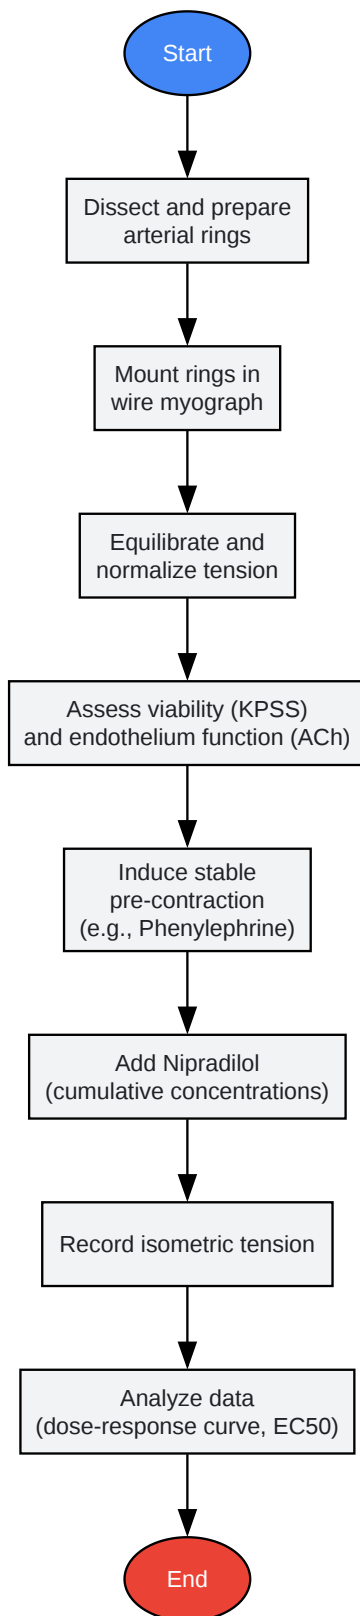 Start
Dissect and prepare
arterial rings
Mount rings in
wire myograph
Equilibrate and
normalize tension
Assess viability (KPSS)
and endothelium function (ACh)
Induce stable
pre-contraction
(e.g., Phenylephrine)
Add Nipradilol
(cumulative concentrations)
Record isometric tension
Analyze data
(dose-response curve, EC50)
End